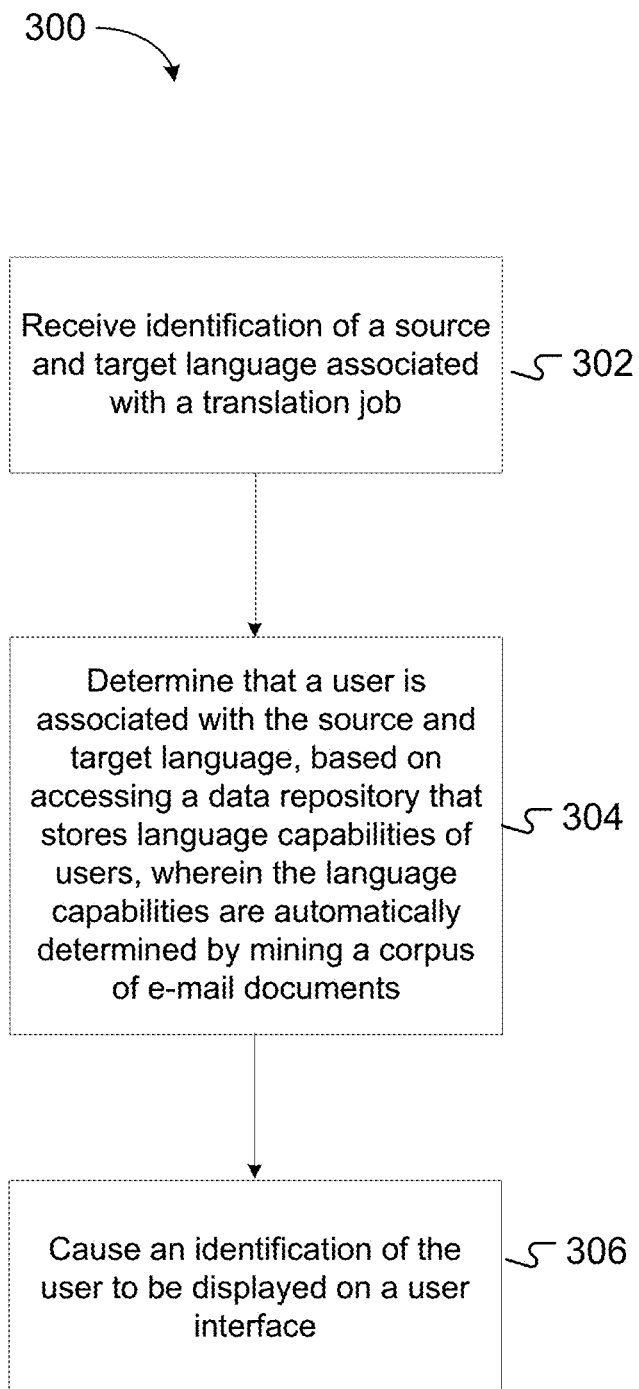 300
Receive identification of a source
and target language associated
with a translation job
302
Determine that a user is
associated with the source and
target language, based on
accessing a data repository that
stores language capabilities of
users, wherein the language
capabilities are automatically
determined by mining a corpus
of e-mail documents
304
Cause an identification of the
user to be displayed on a user
interface
306